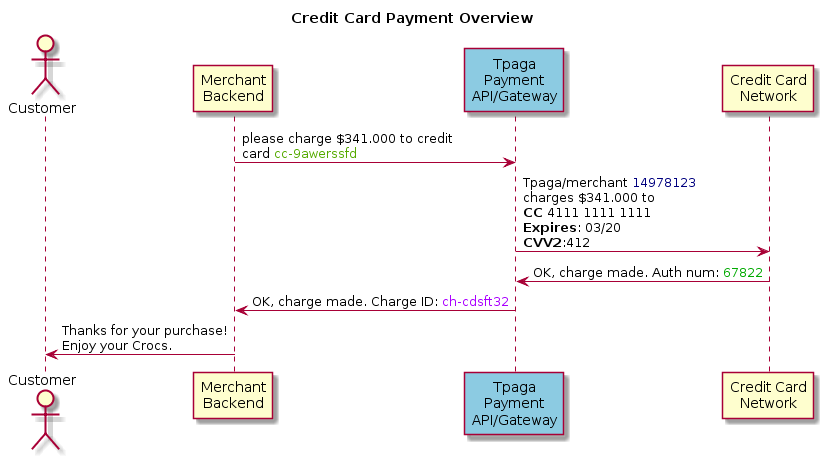 Credit Card Payment Overview
Customer
Merchant
Backend
Tpaga
Payment
API/Gateway
Credit Card
Network
please charge $341.000 to credit
card cc-9awerssfd
Tpaga/merchant 14978123
charges $341.000 to
CC 4111 1111 1111
Expires: 03/20
CVV2:412
OK, charge made. Auth num: 67822
OK, charge made. Charge ID: ch-cdsft32
Thanks for your purchase!
Enjoy your Crocs.
Customer
Merchant
Backend
Tpaga
Payment
API/Gateway
Credit Card
Network